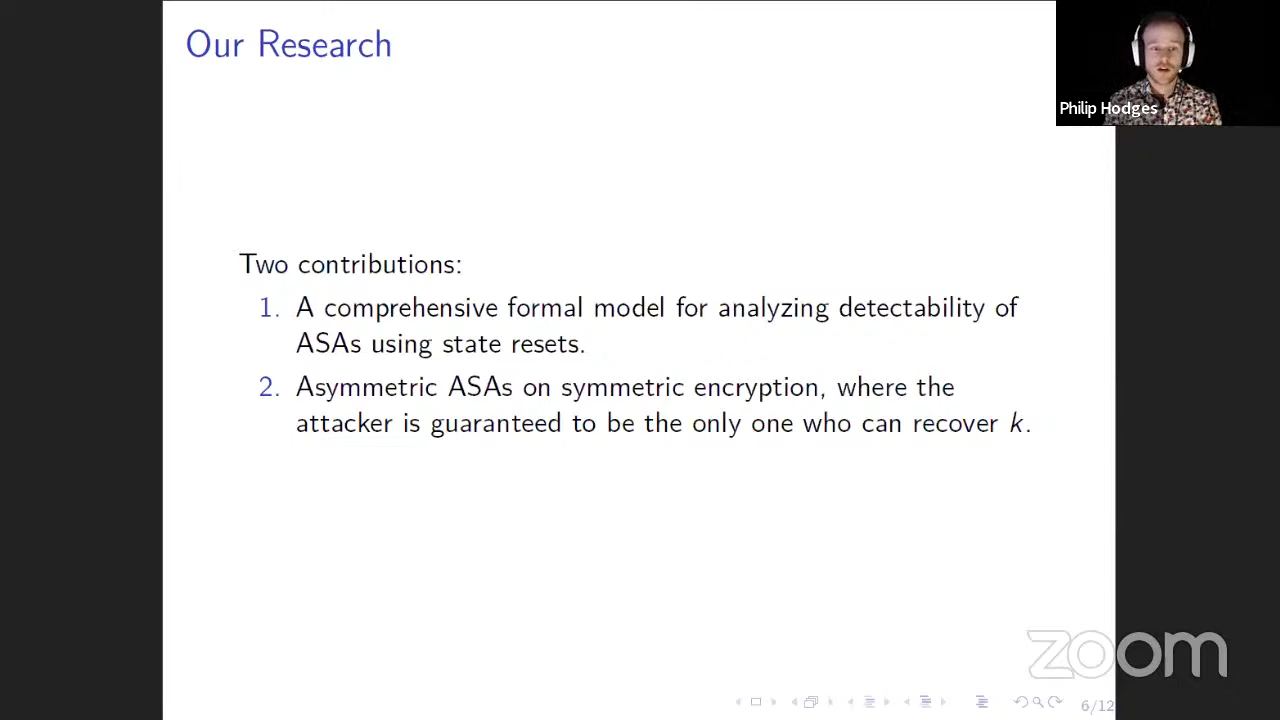 Our Research
Philip Hodges
Two contributions:
1. A comprehensive formal model for analyzing detectability of
ASAs using state resets.
2. Asymmetric ASAs on symmetric encryption, where the
attacker is guaranteed to be the only one who can recover k.
zoom
6/12